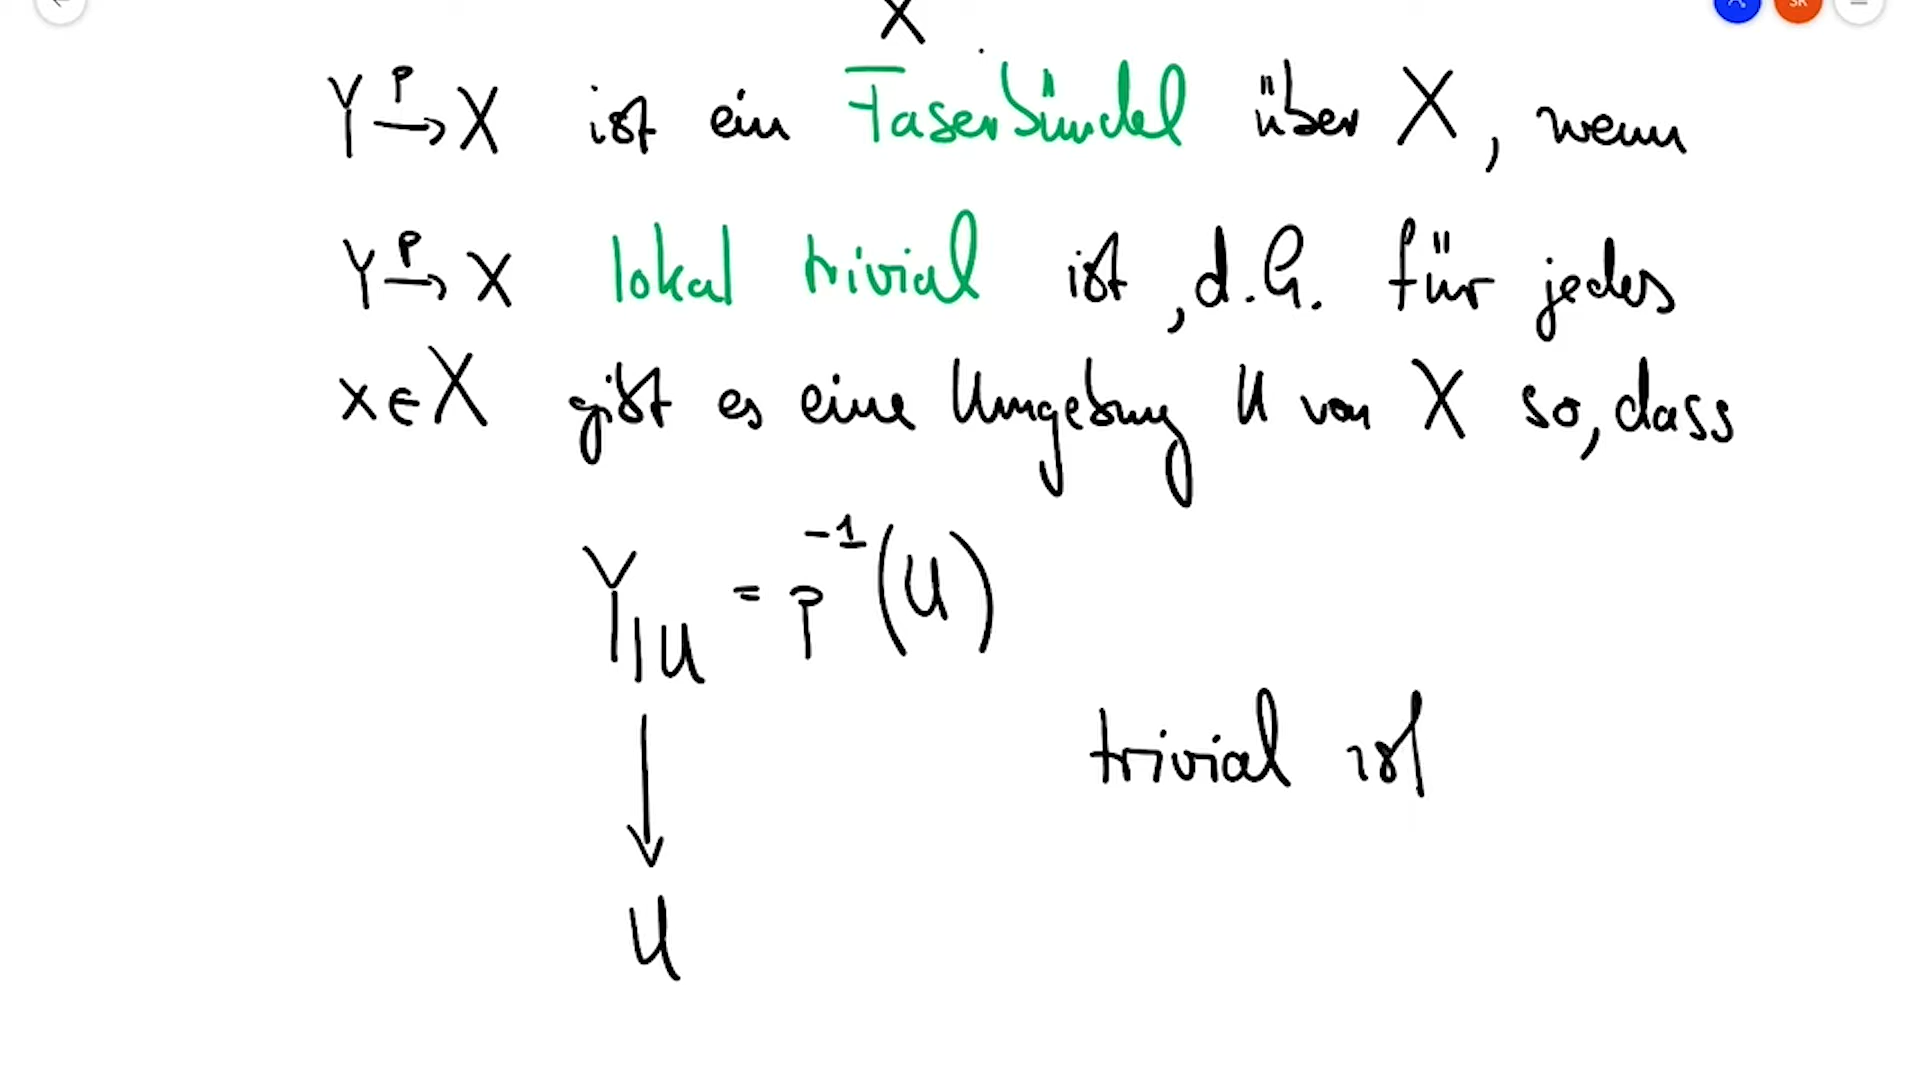 X
Y →p X ist ein Faserbündel über X, wenn
Y →p X lokal trivial ist, d.h. für jedes
x ∈ X gibt es eine Umgebung U von X so, dass
Y|U = p⁻¹(U)
↓
trivial ist
U
SR